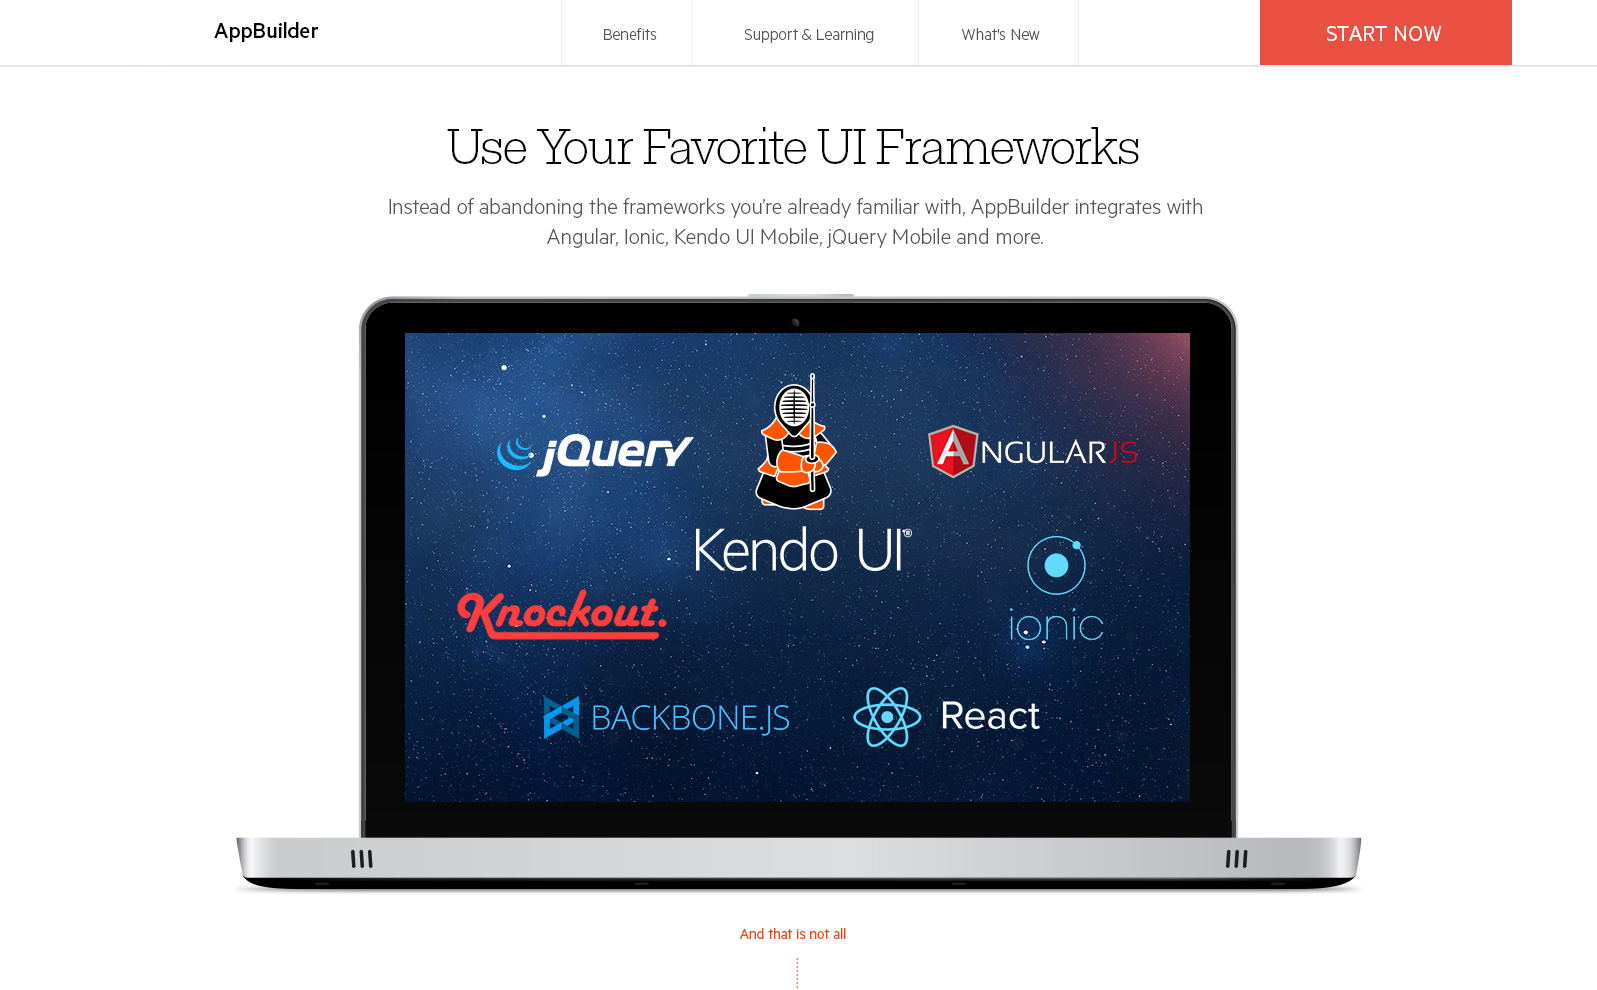 AppBuilder
Benefits
Support & Learning
What's New
START NOW
Use Your Favorite UI Frameworks
Instead of abandoning the frameworks you’re already familiar with, AppBuilder integrates with
Angular, Ionic, Kendo UI Mobile, jQuery Mobile and more.
jQuery
ANGULARJS
Kendo UI®
ionic
Knockout.
BACKBONE.JS
React
And that is not all